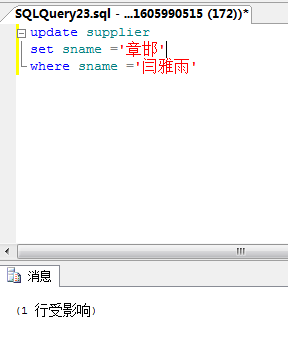 SQLQuery23.sql - ...1605990515 (172))*
update supplier
set sname ='章邯'
where sname ='闫雅雨'
消息
(1 行受影响)